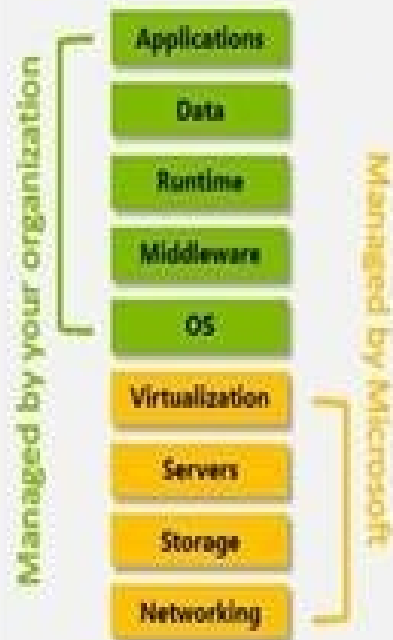 Managed by your organization
Applications
Data
Runtime
Middleware
OS
Virtualization
Servers
Storage
Networking
Managed by Microsoft